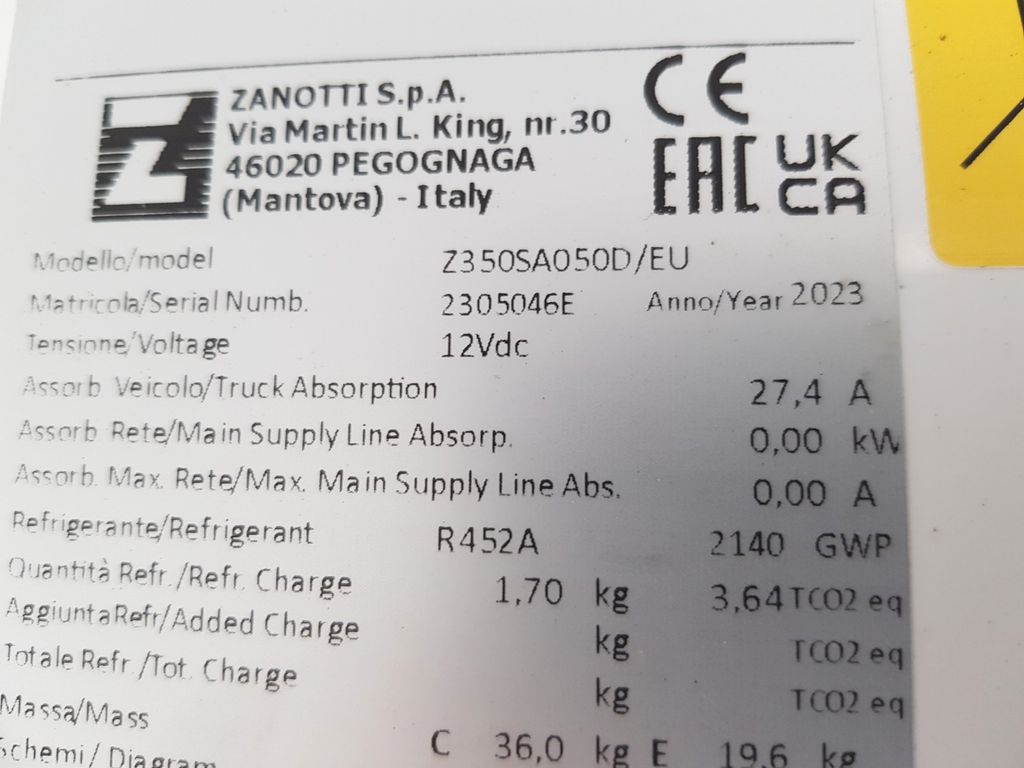 ZANOTTI S.p.A.
Via Martin L. King, nr.30
46020 PEGOGNAGA
(Mantova) - Italy
CE
EAC UKCA
Modello/model Z350SA050D/EU
Matricola/Serial Numb. 2305046E Anno/Year 2023
Tensione/Voltage 12Vdc
Assorb. Veicolo/Truck Absorption 27,4 A
Assorb. Rete/Main Supply Line Absorp. 0,00 kW
Assorb. Max. Rete/Max. Main Supply Line Abs. 0,00 A
Refrigerante/Refrigerant R452A 2140 GWP
Quantità Refr./Refr. Charge 1,70 kg 3,64 TCO2 eq
Aggiunta Refr/Added Charge kg TCO2 eq
Totale Refr./Tot. Charge kg TCO2 eq
Massa/Mass C 36,0 kg E 19,6 kg
Schemi/ Diagram